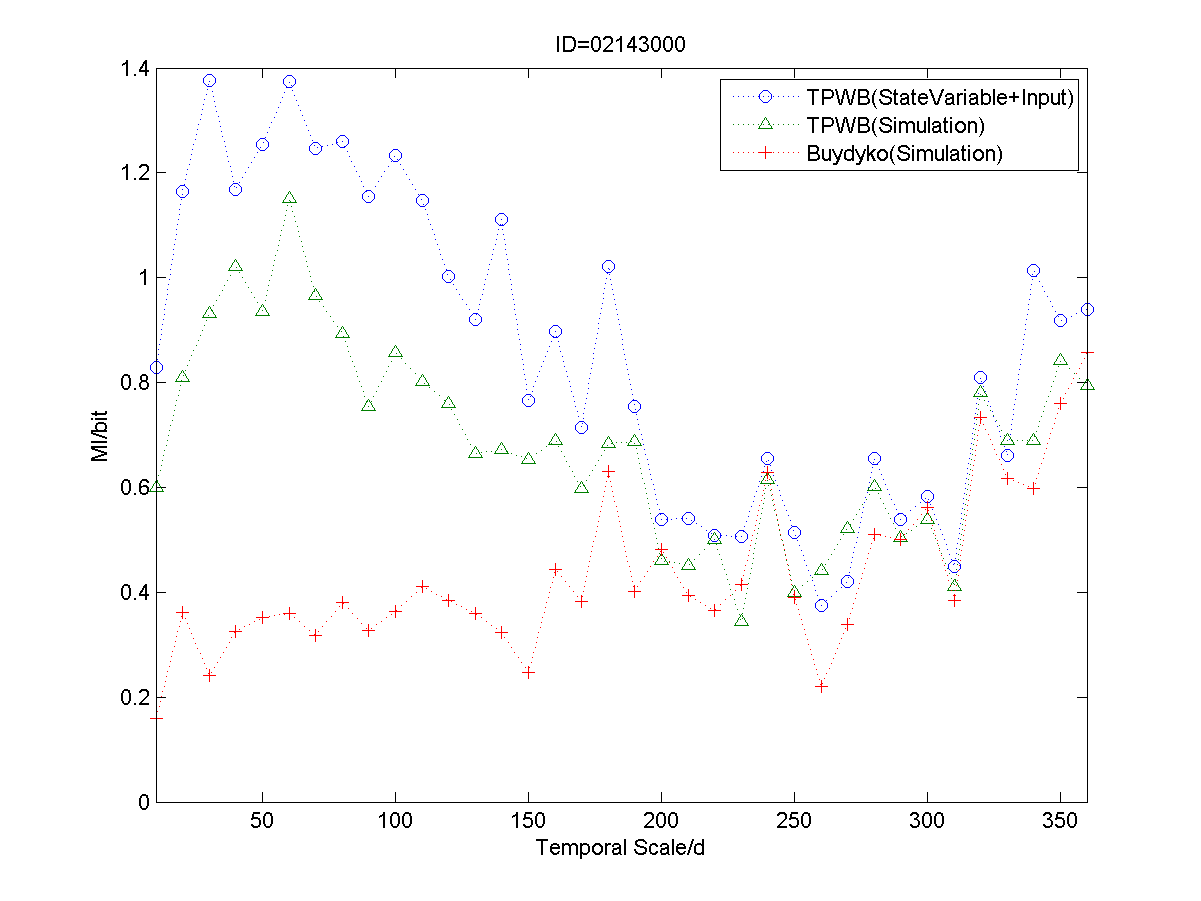 ID=02143000
TPWB(StateVariable+Input)
TPWB(Simulation)
Buydyko(Simulation)
1.4
1.2
1
0.8
0.6
0.4
0.2
0
MI/bit
50 100 150 200 250 300 350
Temporal Scale/d